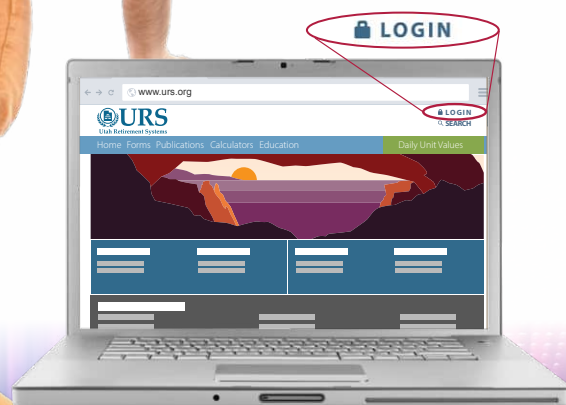 LOGIN
www.urs.org
LOGIN
URS
SEARCH
Utah Retirement Systems
Home Forms Publications Calculators Education Daily Unit Values